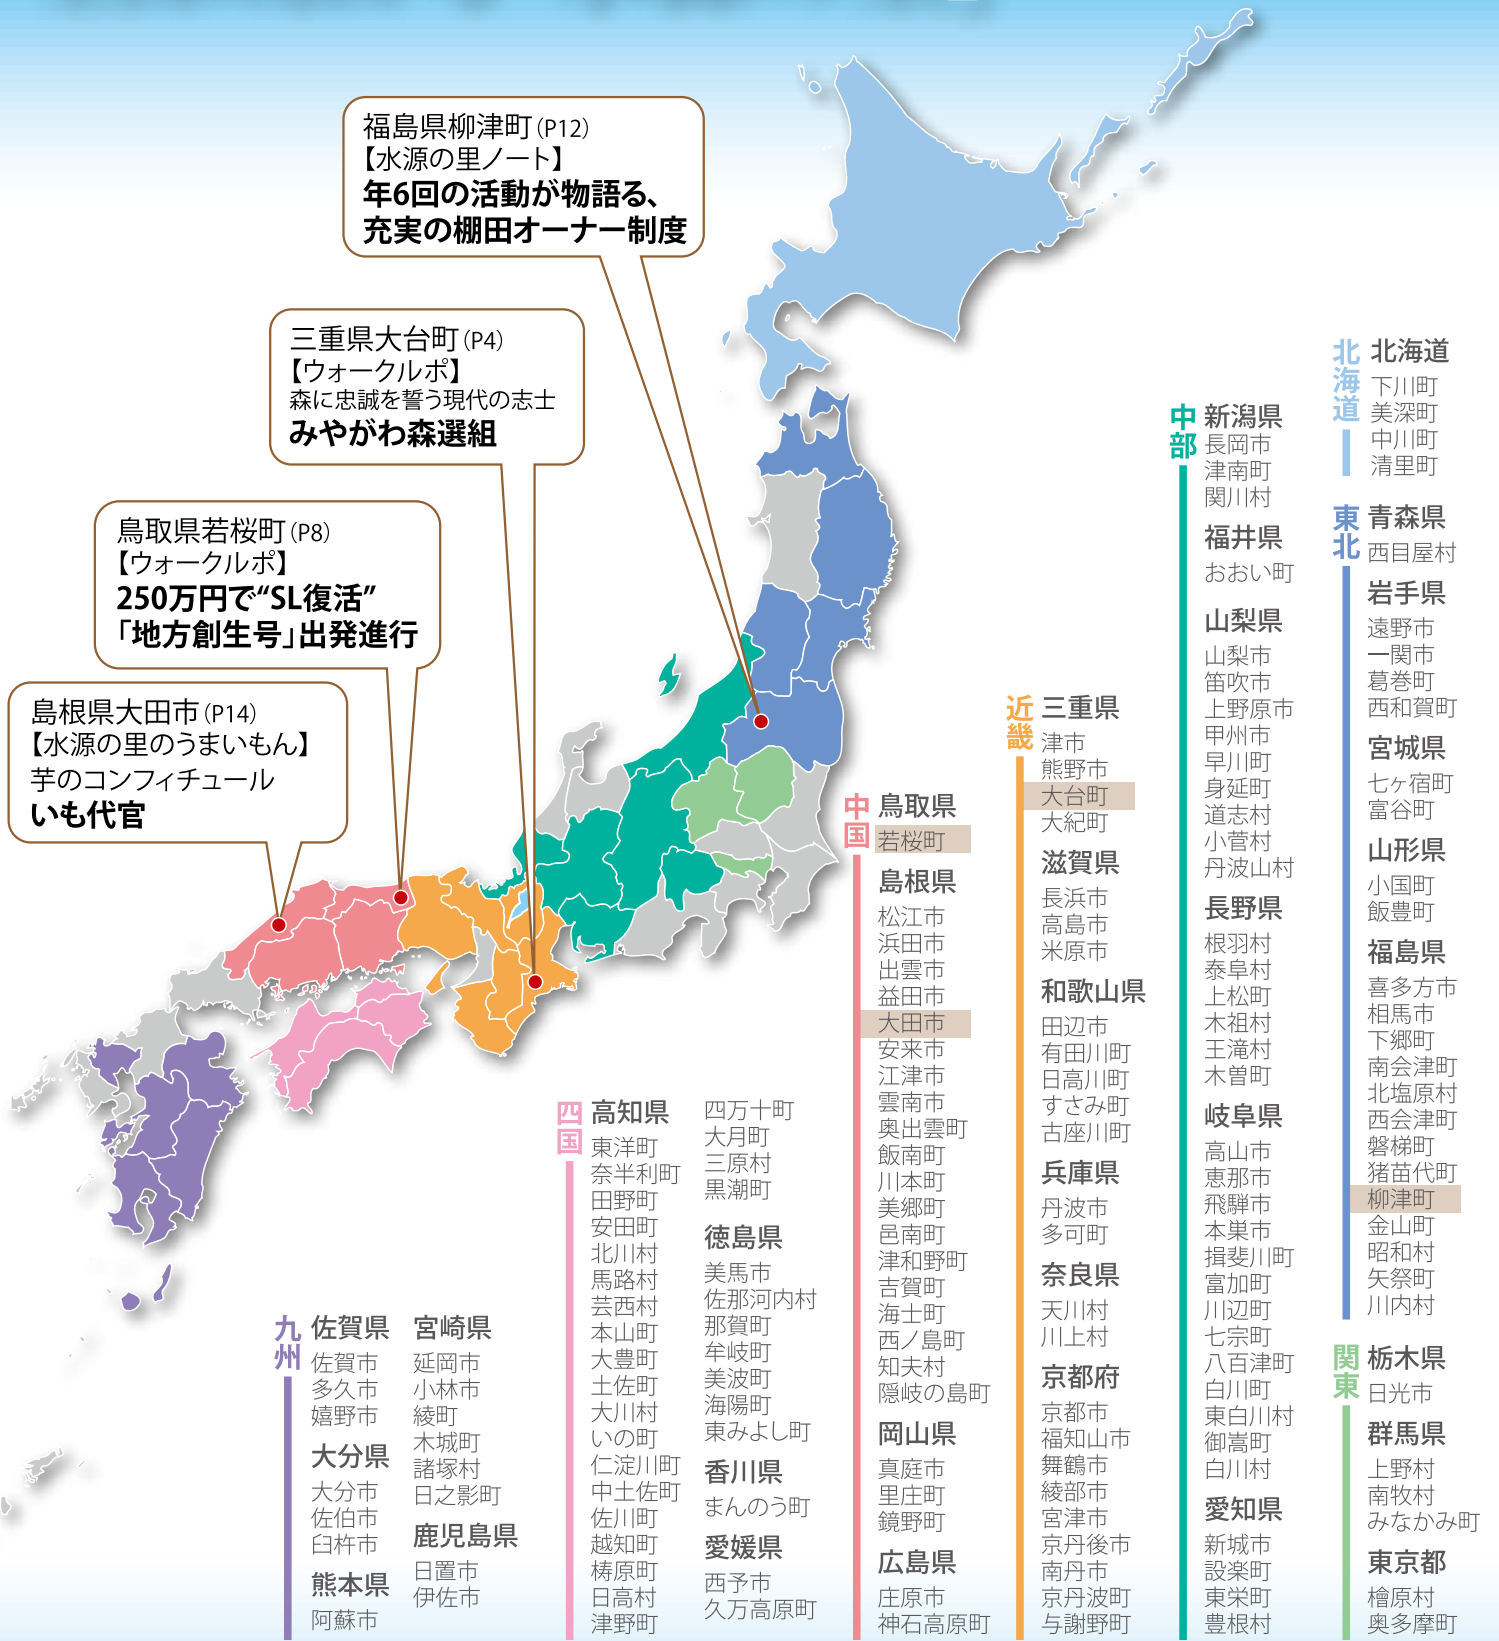 福島県柳津町(P12)
【水源の里ノート】
年6回の活動が物語る、
充実の棚田オーナー制度
三重県大台町(P4)
【ウォークルポ】
森に忠誠を誓う現代の志士
みやがわ森選組
鳥取県若桜町(P8)
【ウォークルポ】
250万円で“SL復活”
「地方創生号」出発進行
島根県大田市(P14)
【水源の里のうまいもん】
芋のコンフィチュール
いも代官
北海道
北海道
下川町
美深町
中川町
清里町
東北
青森県
西目屋村
岩手県
遠野市
一関市
葛巻町
西和賀町
宮城県
七ヶ宿町
富谷町
山形県
小国町
飯豊町
福島県
喜多方市
相馬市
下郷町
南会津町
北塩原村
西会津町
磐梯町
猪苗代町
柳津町
金山町
昭和村
矢祭町
川内村
関東
栃木県
日光市
群馬県
上野村
南牧村
みなかみ町
東京都
檜原村
奥多摩町
中部
新潟県
長岡市
津南町
関川村
福井県
おおい町
山梨県
山梨市
笛吹市
上野原市
甲州市
早川町
身延町
道志村
小菅村
丹波山村
長野県
根羽村
泰阜村
上松町
木祖村
王滝村
木曽町
岐阜県
高山市
恵那市
飛騨市
本巣市
揖斐川町
富加町
川辺町
七宗町
八百津町
白川町
東白川村
御嵩町
白川村
愛知県
新城市
設楽町
東栄町
豊根村
近畿
三重県
津市
熊野市
大台町
大紀町
滋賀県
長浜市
高島市
米原市
和歌山県
田辺市
有田川町
日高川町
すさみ町
古座川町
兵庫県
丹波市
多可町
奈良県
天川村
川上村
京都府
京都市
福知山市
舞鶴市
綾部市
宮津市
京丹後市
南丹市
京丹波町
与謝野町
中国
鳥取県
若桜町
島根県
松江市
浜田市
出雲市
益田市
大田市
安来市
江津市
雲南市
奥出雲町
飯南町
川本町
美郷町
邑南町
津和野町
吉賀町
海士町
西ノ島町
知夫村
隠岐の島町
岡山県
真庭市
里庄町
鏡野町
広島県
庄原市
神石高原町
四国
高知県
東洋町
奈半利町
田野町
安田町
北川村
馬路村
芸西村
本山町
大豊町
土佐町
大川村
いの町
仁淀川町
中土佐町
佐川町
越知町
梼原町
日高村
津野町
四万十町
大月町
三原村
黒潮町
徳島県
美馬市
佐那河内村
那賀町
牟岐町
美波町
海陽町
東みよし町
香川県
まんのう町
愛媛県
西予市
久万高原町
九州
佐賀県
佐賀市
多久市
嬉野市
大分県
大分市
佐伯市
臼杵市
熊本県
阿蘇市
宮崎県
延岡市
小林市
綾町
木城町
諸塚村
日之影町
鹿児島県
日置市
伊佐市